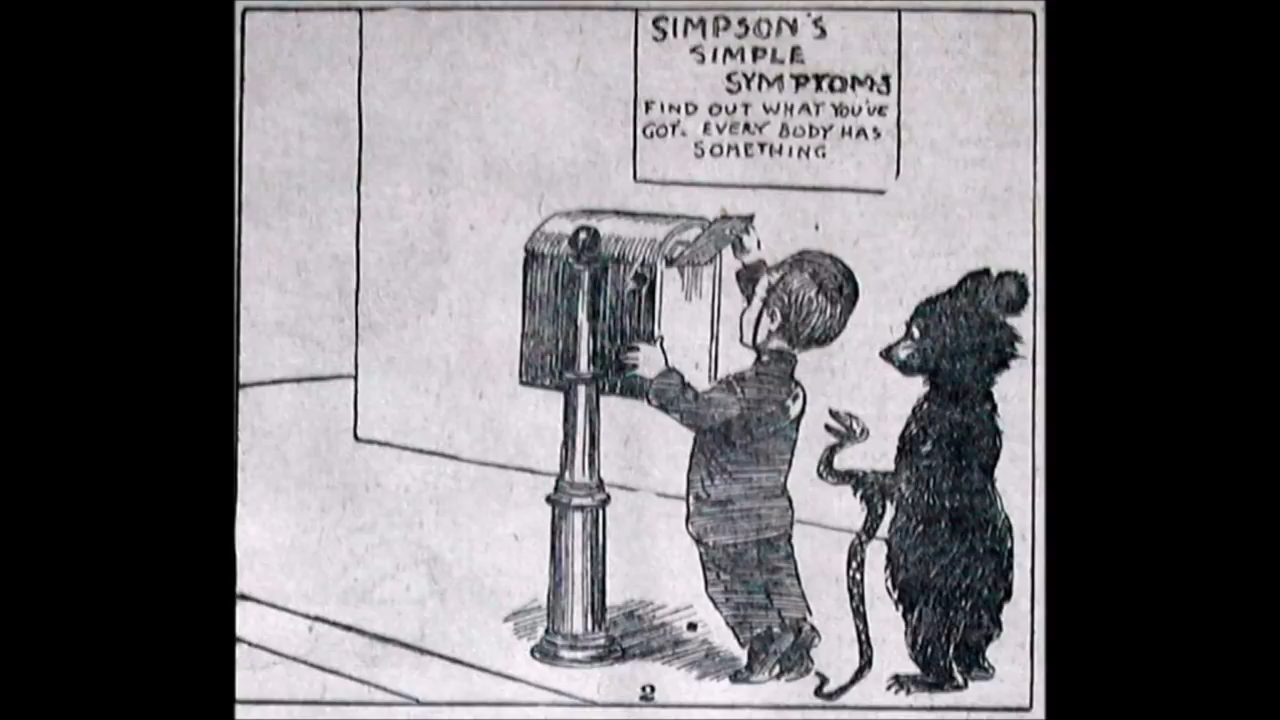 SIMPSON'S
SIMPLE
SYMPTOMS
FIND OUT WHAT YOU'VE
GOT. EVERY BODY HAS
SOMETHING
2